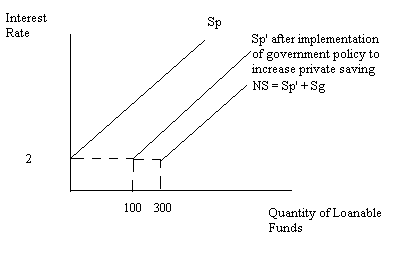 Interest
Rate
Sp
Sp' after implementation
of government policy to
increase private saving
NS = Sp' + Sg
2
100
300
Quantity of Loanable
Funds